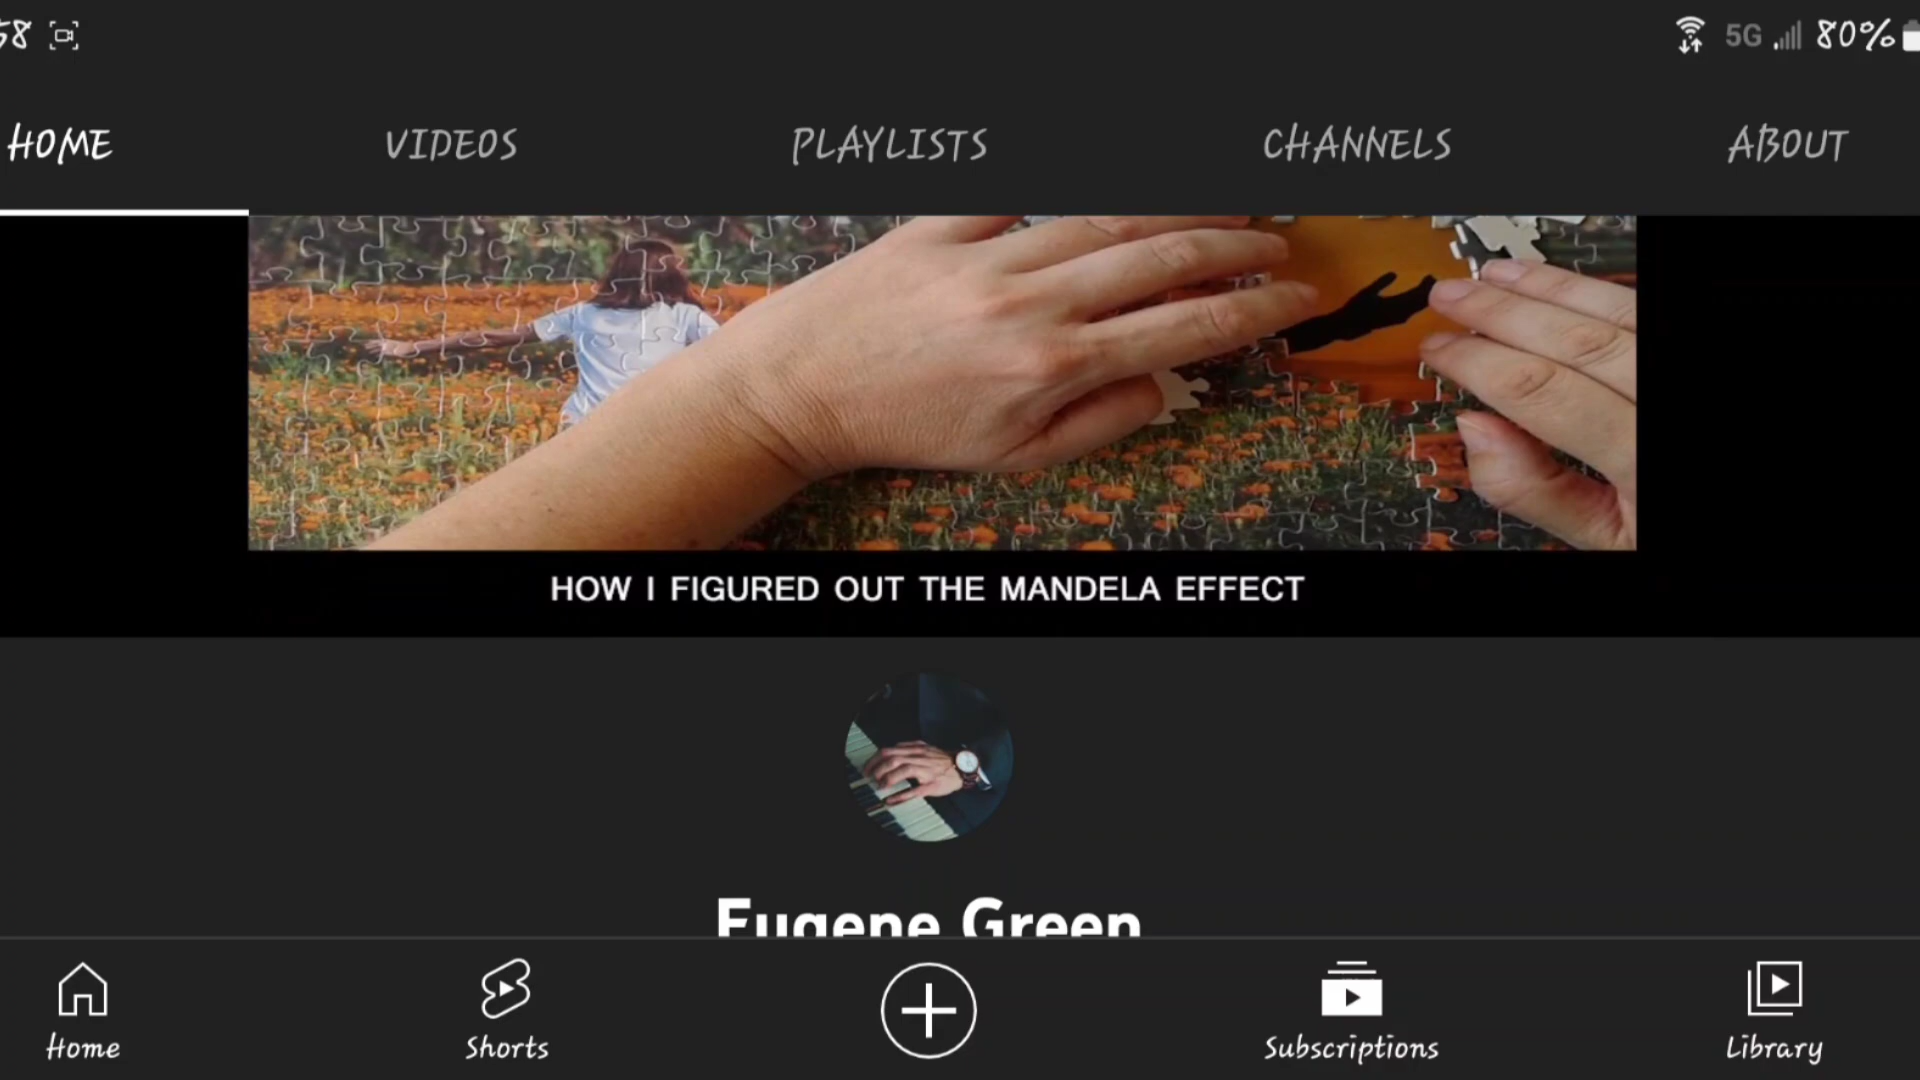 58 5G 80%
HOME VIDEOS PLAYLISTS CHANNELS ABOUT
HOW I FIGURED OUT THE MANDELA EFFECT
Eugene Green
Home Shorts Subscriptions Library